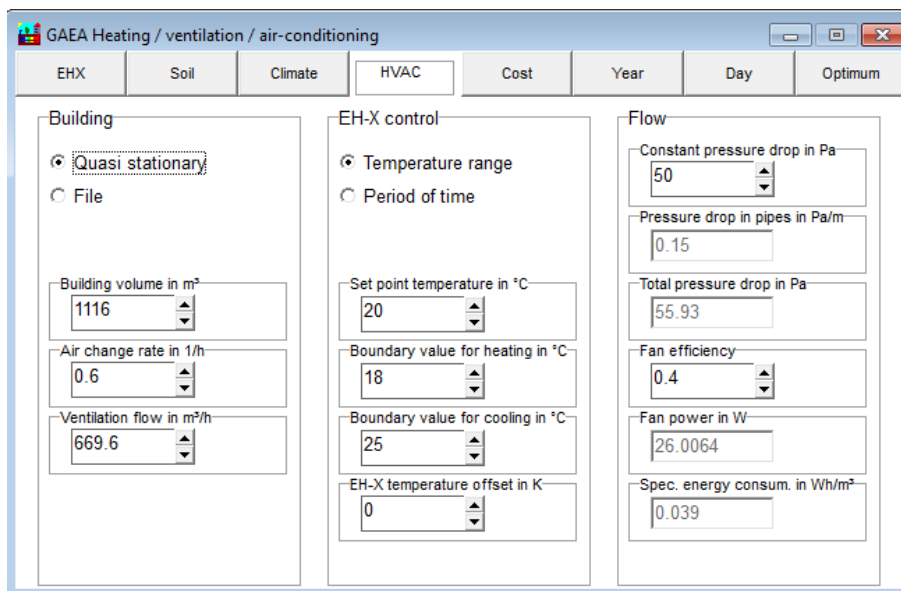 GAEA Heating / ventilation / air-conditioning
EHX Soil Climate HVAC Cost Year Day Optimum
Building
Quasi stationary
File
Building volume in m³
1116
Air change rate in 1/h
0.6
Ventilation flow in m³/h
669.6
EH-X control
Temperature range
Period of time
Set point temperature in °C
20
Boundary value for heating in °C
18
Boundary value for cooling in °C
25
EH-X temperature offset in K
0
Flow
Constant pressure drop in Pa
50
Pressure drop in pipes in Pa/m
0.15
Total pressure drop in Pa
55.93
Fan efficiency
0.4
Fan power in W
26.0064
Spec. energy consum. in Wh/m³
0.039